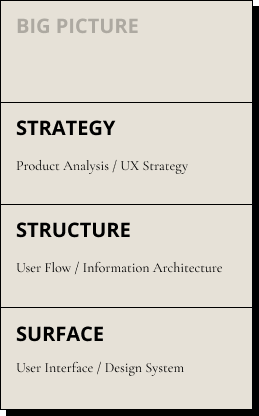 BIG PICTURE
STRATEGY
Product Analysis / UX Strategy
STRUCTURE
User Flow / Information Architecture
SURFACE
User Interface / Design System